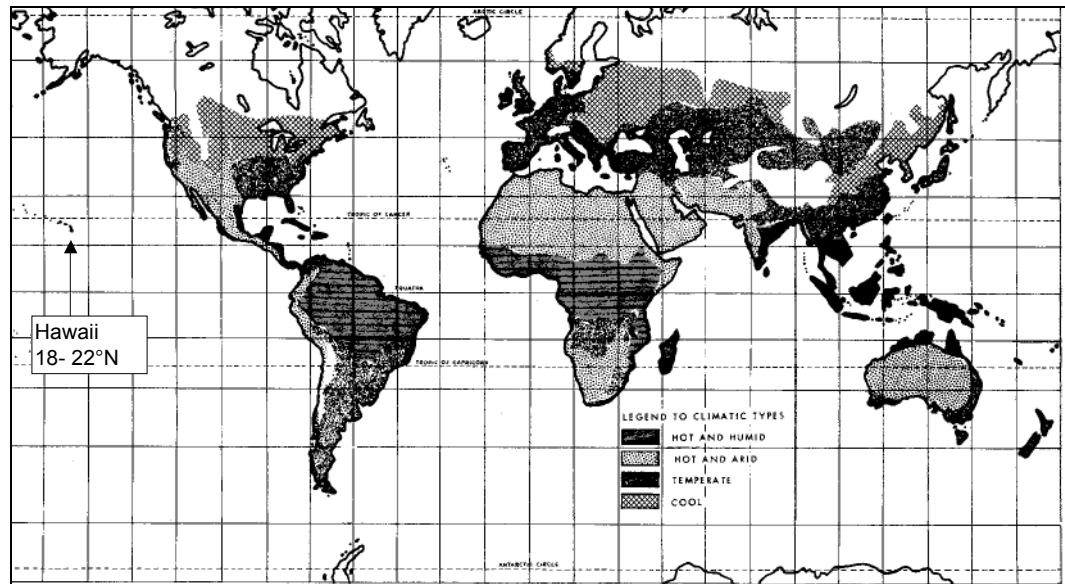 ARCTIC CIRCLE
TROPIC OF CANCER
EQUATRA
Hawaii
18- 22°N
TROPIC OF CAPRICORN
LEGEND TO CLIMATIC TYPES
HOT AND HUMID
HOT AND ARID
TEMPERATE
COOL
ANTARCTIC CIRCLE